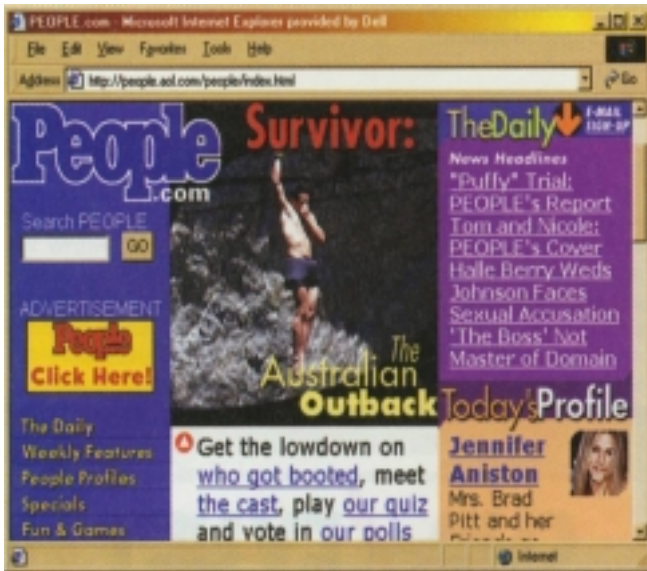 PEOPLE.com - Microsoft Internet Explorer provided by Dell
File Edit View Favorites Tools Help
Address http://people.aol.com/people/index.html Go
People
.com
Search PEOPLE
GO
ADVERTISEMENT
People
Click Here!
The Daily
Weekly Features
People Profiles
Specials
Fun & Games
Survivor:
The
Australian
Outback
Get the lowdown on
who got booted, meet
the cast, play our quiz
and vote in our polls
TheDaily
E-MAIL
SIGN-UP
News Headlines
"Puffy" Trial:
PEOPLE's Report
Tom and Nicole:
PEOPLE's Cover
Halle Berry Weds
Johnson Faces
Sexual Accusation
'The Boss' Not
Master of Domain
Today'sProfile
Jennifer
Aniston
Mrs. Brad
Pitt and her
Internet